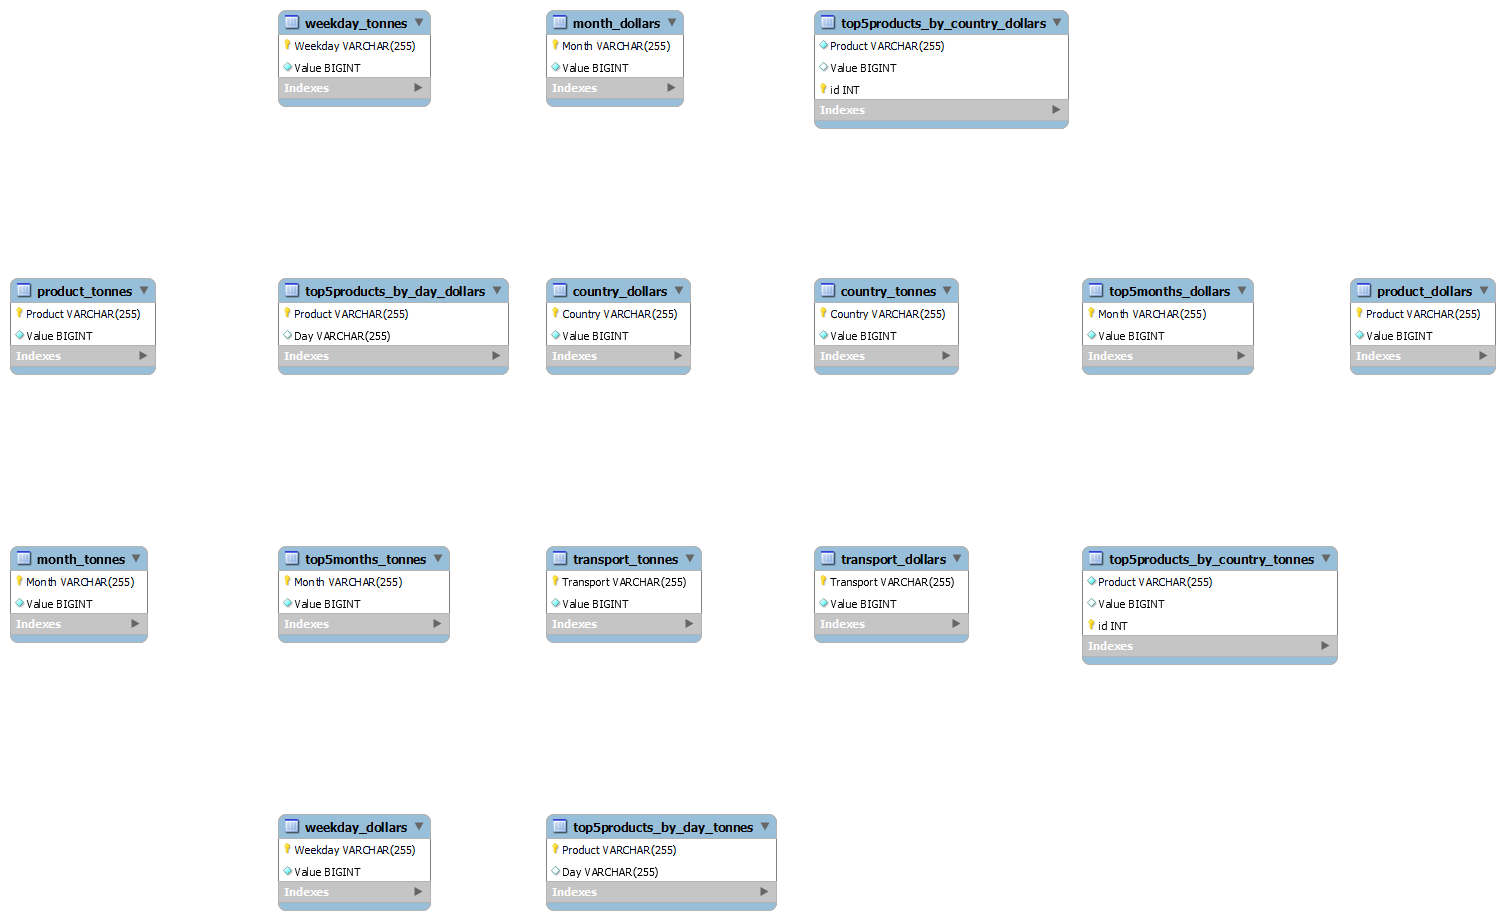 weekday_tonnes
Weekday VARCHAR(255)
Value BIGINT
Indexes
month_dollars
Month VARCHAR(255)
Value BIGINT
Indexes
top5products_by_country_dollars
Product VARCHAR(255)
Value BIGINT
id INT
Indexes
product_tonnes
Product VARCHAR(255)
Value BIGINT
Indexes
top5products_by_day_dollars
Product VARCHAR(255)
Day VARCHAR(255)
Indexes
country_dollars
Country VARCHAR(255)
Value BIGINT
Indexes
country_tonnes
Country VARCHAR(255)
Value BIGINT
Indexes
top5months_dollars
Month VARCHAR(255)
Value BIGINT
Indexes
product_dollars
Product VARCHAR(255)
Value BIGINT
Indexes
month_tonnes
Month VARCHAR(255)
Value BIGINT
Indexes
top5months_tonnes
Month VARCHAR(255)
Value BIGINT
Indexes
transport_tonnes
Transport VARCHAR(255)
Value BIGINT
Indexes
transport_dollars
Transport VARCHAR(255)
Value BIGINT
Indexes
top5products_by_country_tonnes
Product VARCHAR(255)
Value BIGINT
id INT
Indexes
weekday_dollars
Weekday VARCHAR(255)
Value BIGINT
Indexes
top5products_by_day_tonnes
Product VARCHAR(255)
Day VARCHAR(255)
Indexes